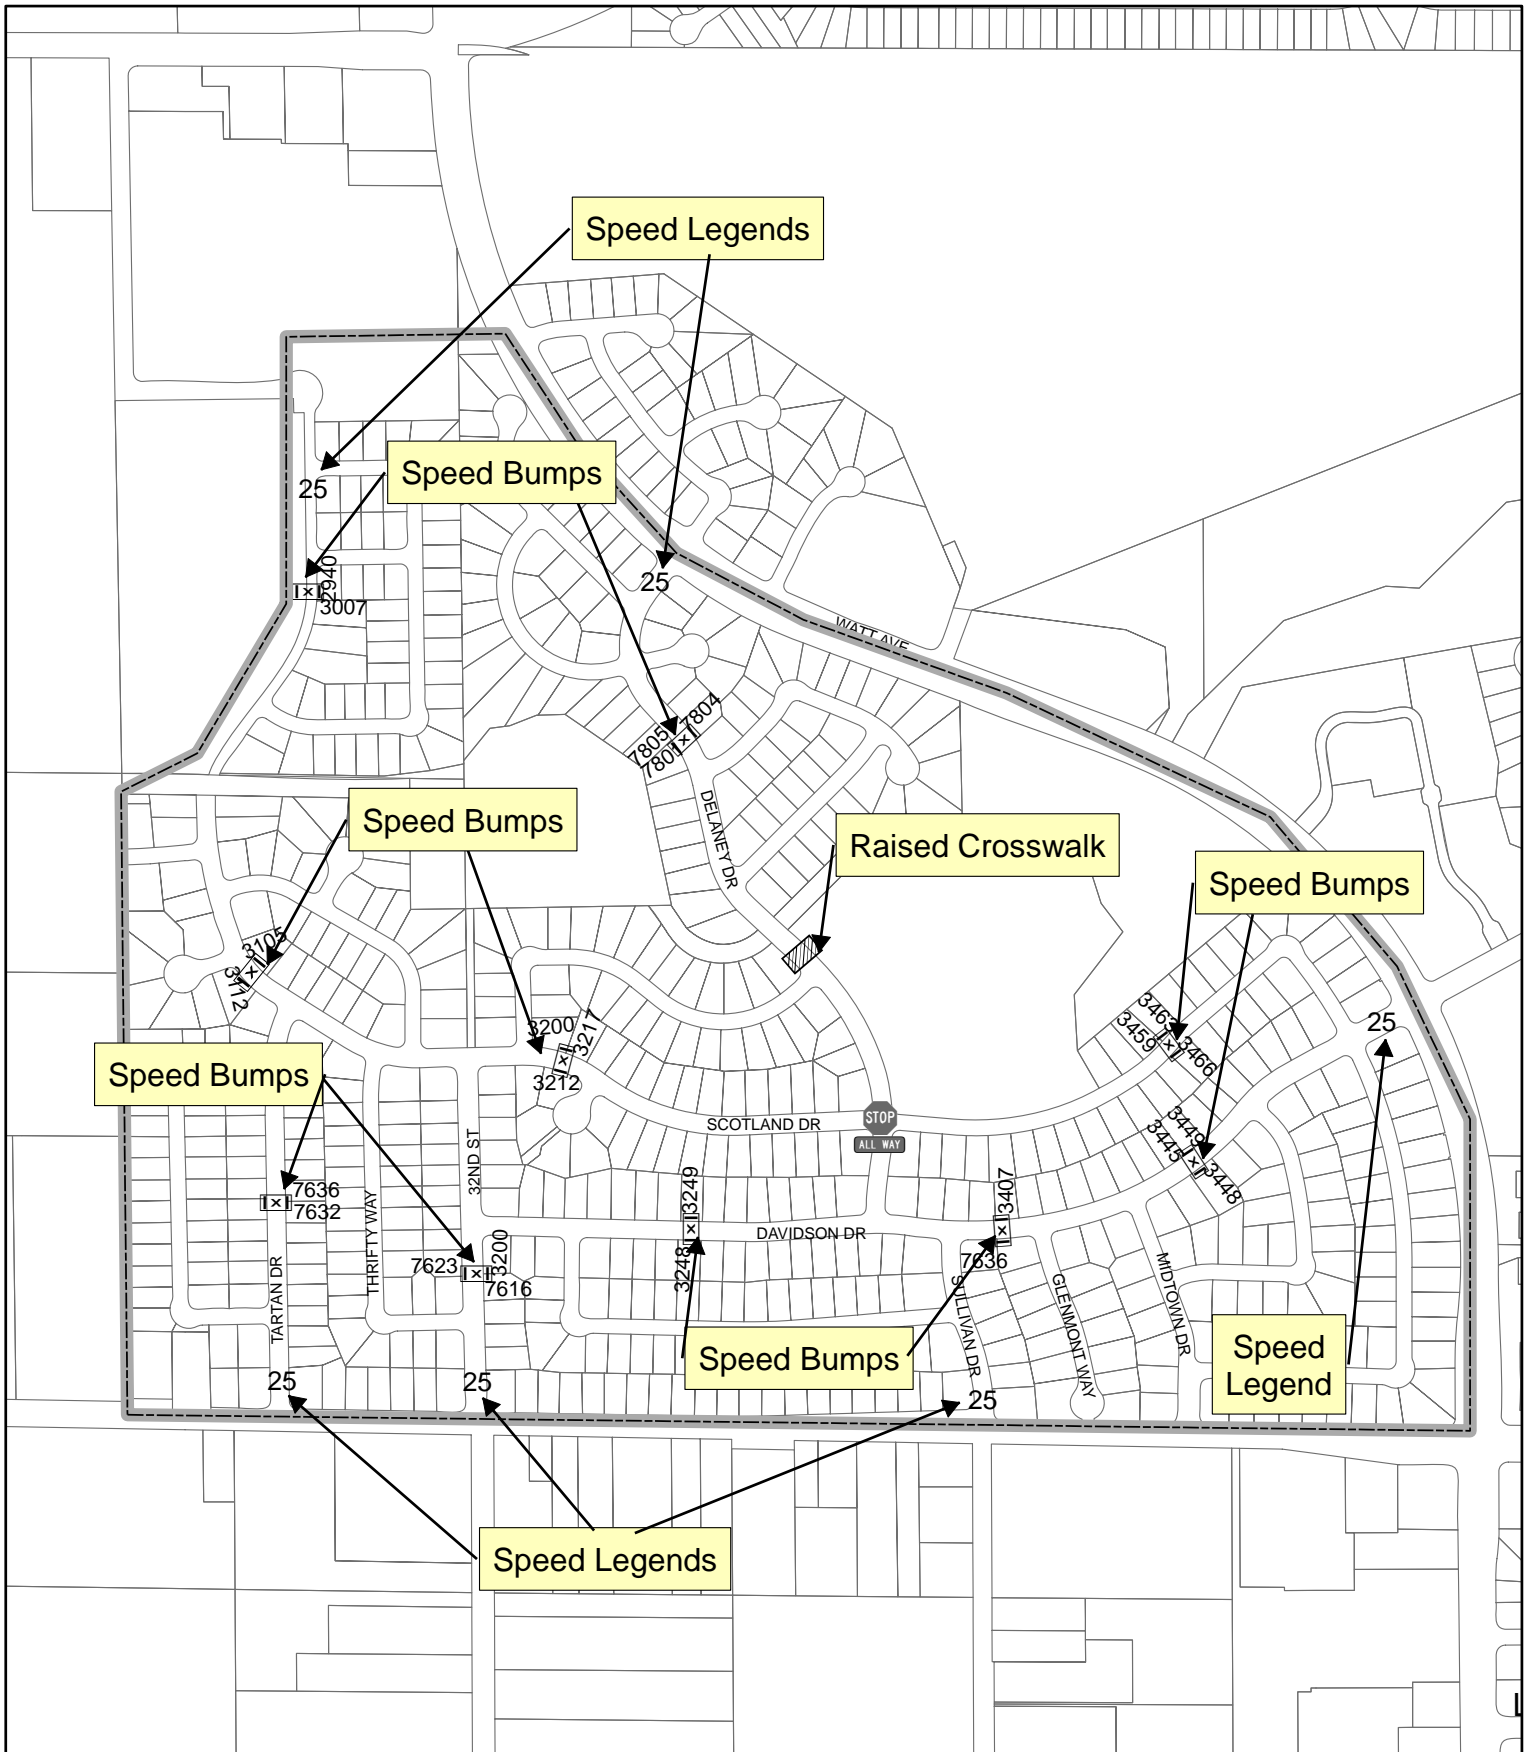 Speed Legends
Speed Bumps
25
2940
3007
25
WATT AVE
7804
7805
7801
DELANEY DR
Speed Bumps
Raised Crosswalk
Speed Bumps
3105
3112
3200
3217
3212
3463
3459
3466
25
Speed Bumps
SCOTLAND DR
STOP
ALL WAY
3449
3445
3448
32ND ST
7636
7632
THRIFTY WAY
TARTAN DR
3249
3248
DAVIDSON DR
3407
7636
7623
3200
7616
SULLIVAN DR
GLENMONT WAY
MIDTOWN DR
Speed Bumps
Speed
Legend
25
25
25
Speed Legends